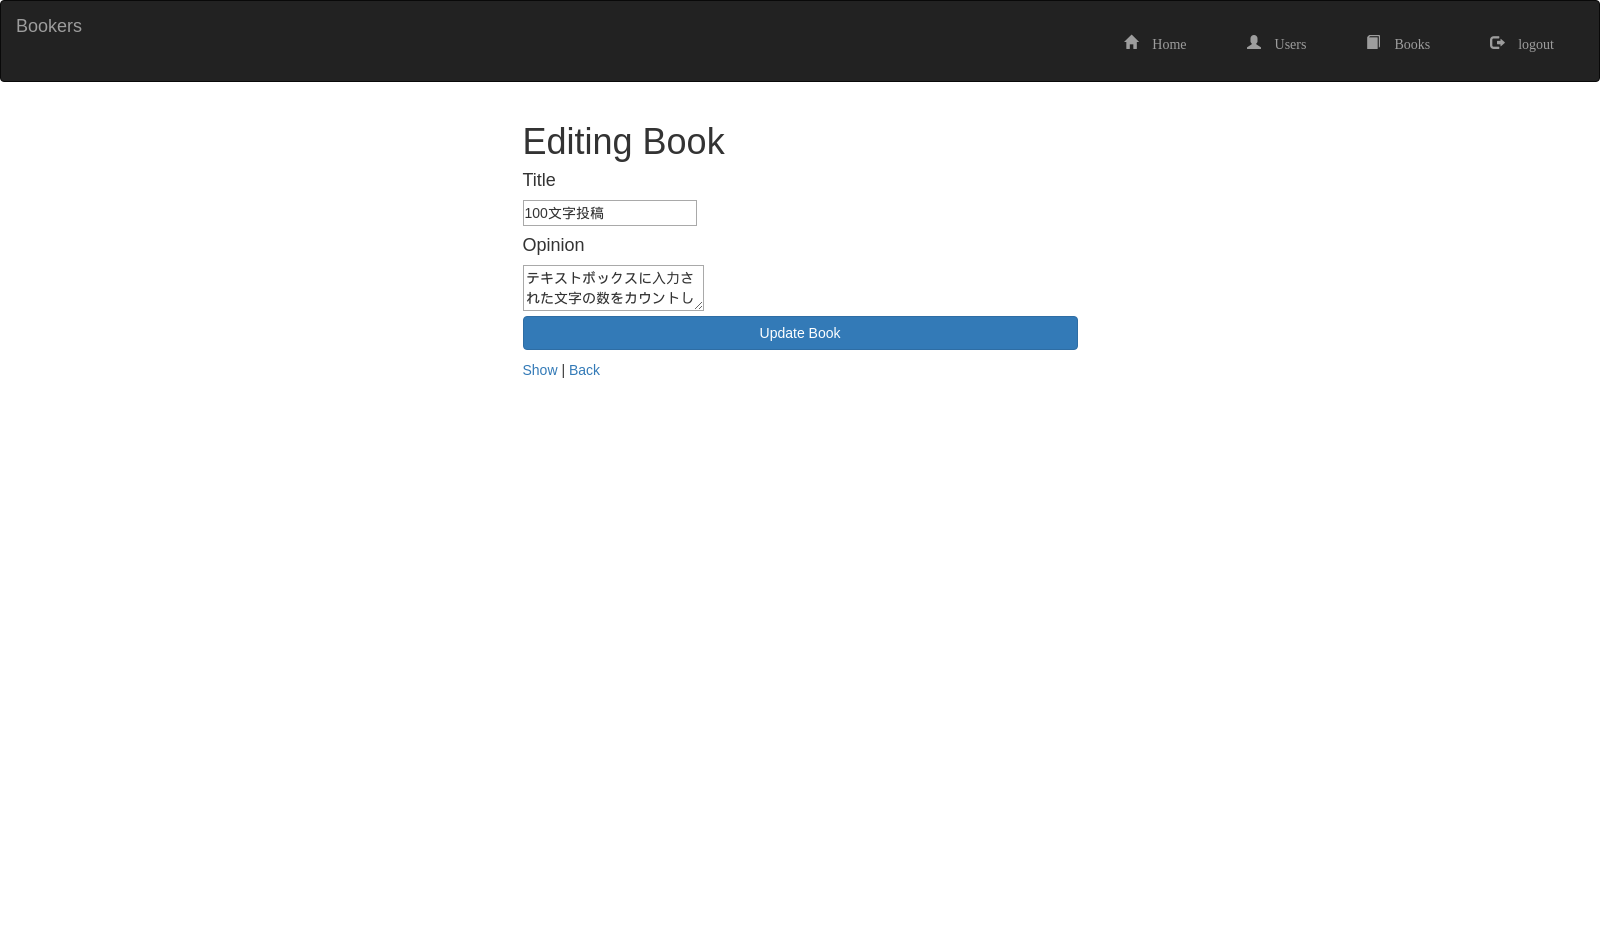 Bookers
Home Users Books logout
Editing Book
Title
100文字投稿
Opinion
テキストボックスに入力さ
れた文字の数をカウントし
Update Book
Show | Back